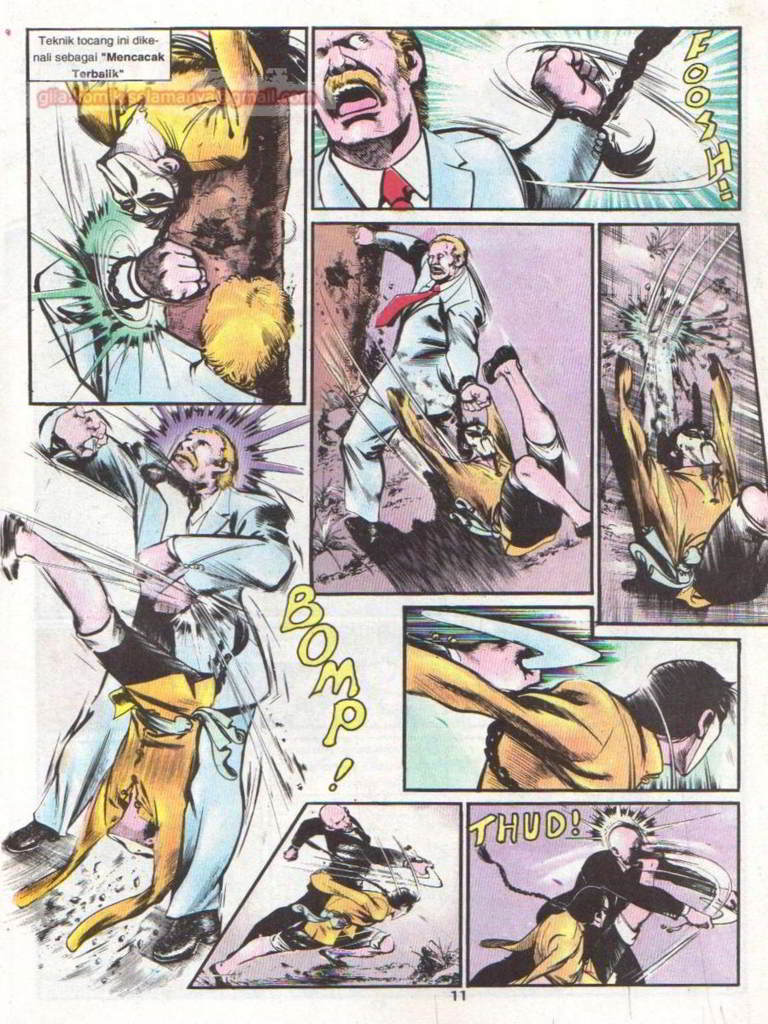 Teknik tocang ini dike-
nali sebagai "Mencacak
Terbalik"
FOOSH!
BOMP!
THUD!
11